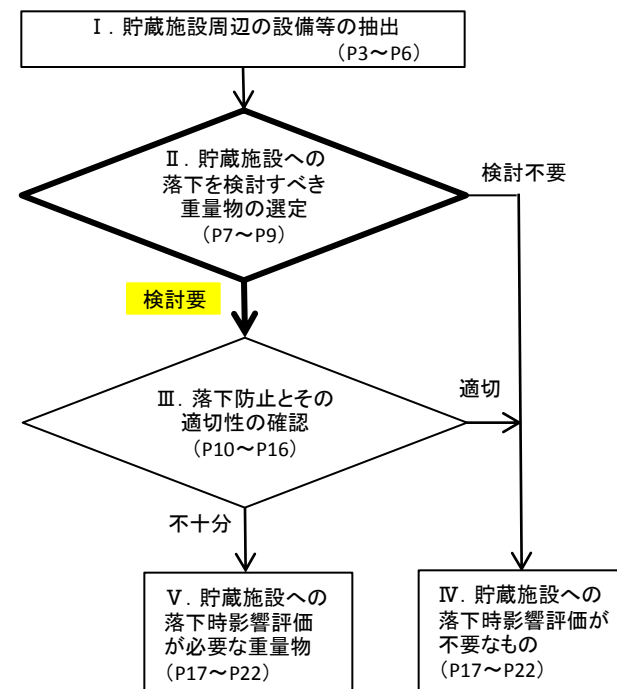 Ⅰ．貯蔵施設周辺の設備等の抽出
（P3～P6）
Ⅱ．貯蔵施設への
落下を検討すべき
重量物の選定
（P7～P9）
検討不要
検討要
Ⅲ．落下防止とその
適切性の確認
（P10～P16）
適切
不十分
Ⅴ．貯蔵施設への
落下時影響評価
が必要な重量物
（P17～P22）
Ⅳ．貯蔵施設への
落下時影響評価が
不要なもの
（P17～P22）